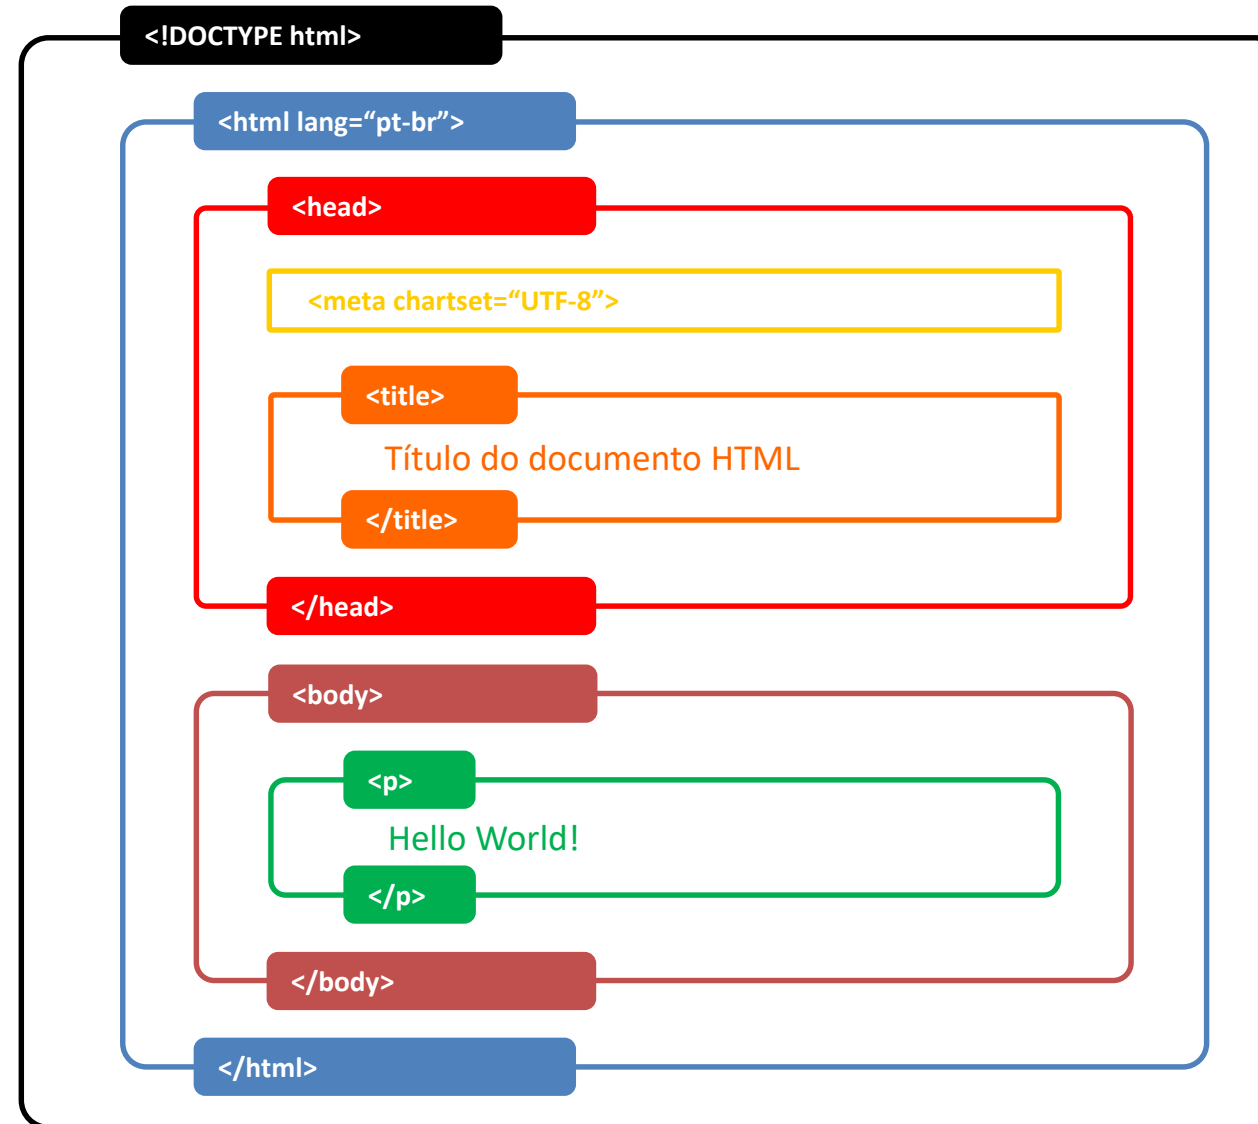 <!DOCTYPE html>
<html lang=“pt-br”>
<head>
<meta chartset=“UTF-8”>
<title>
Título do documento HTML
</title>
</head>
<body>
<p>
Hello World!
</p>
</body>
</html>